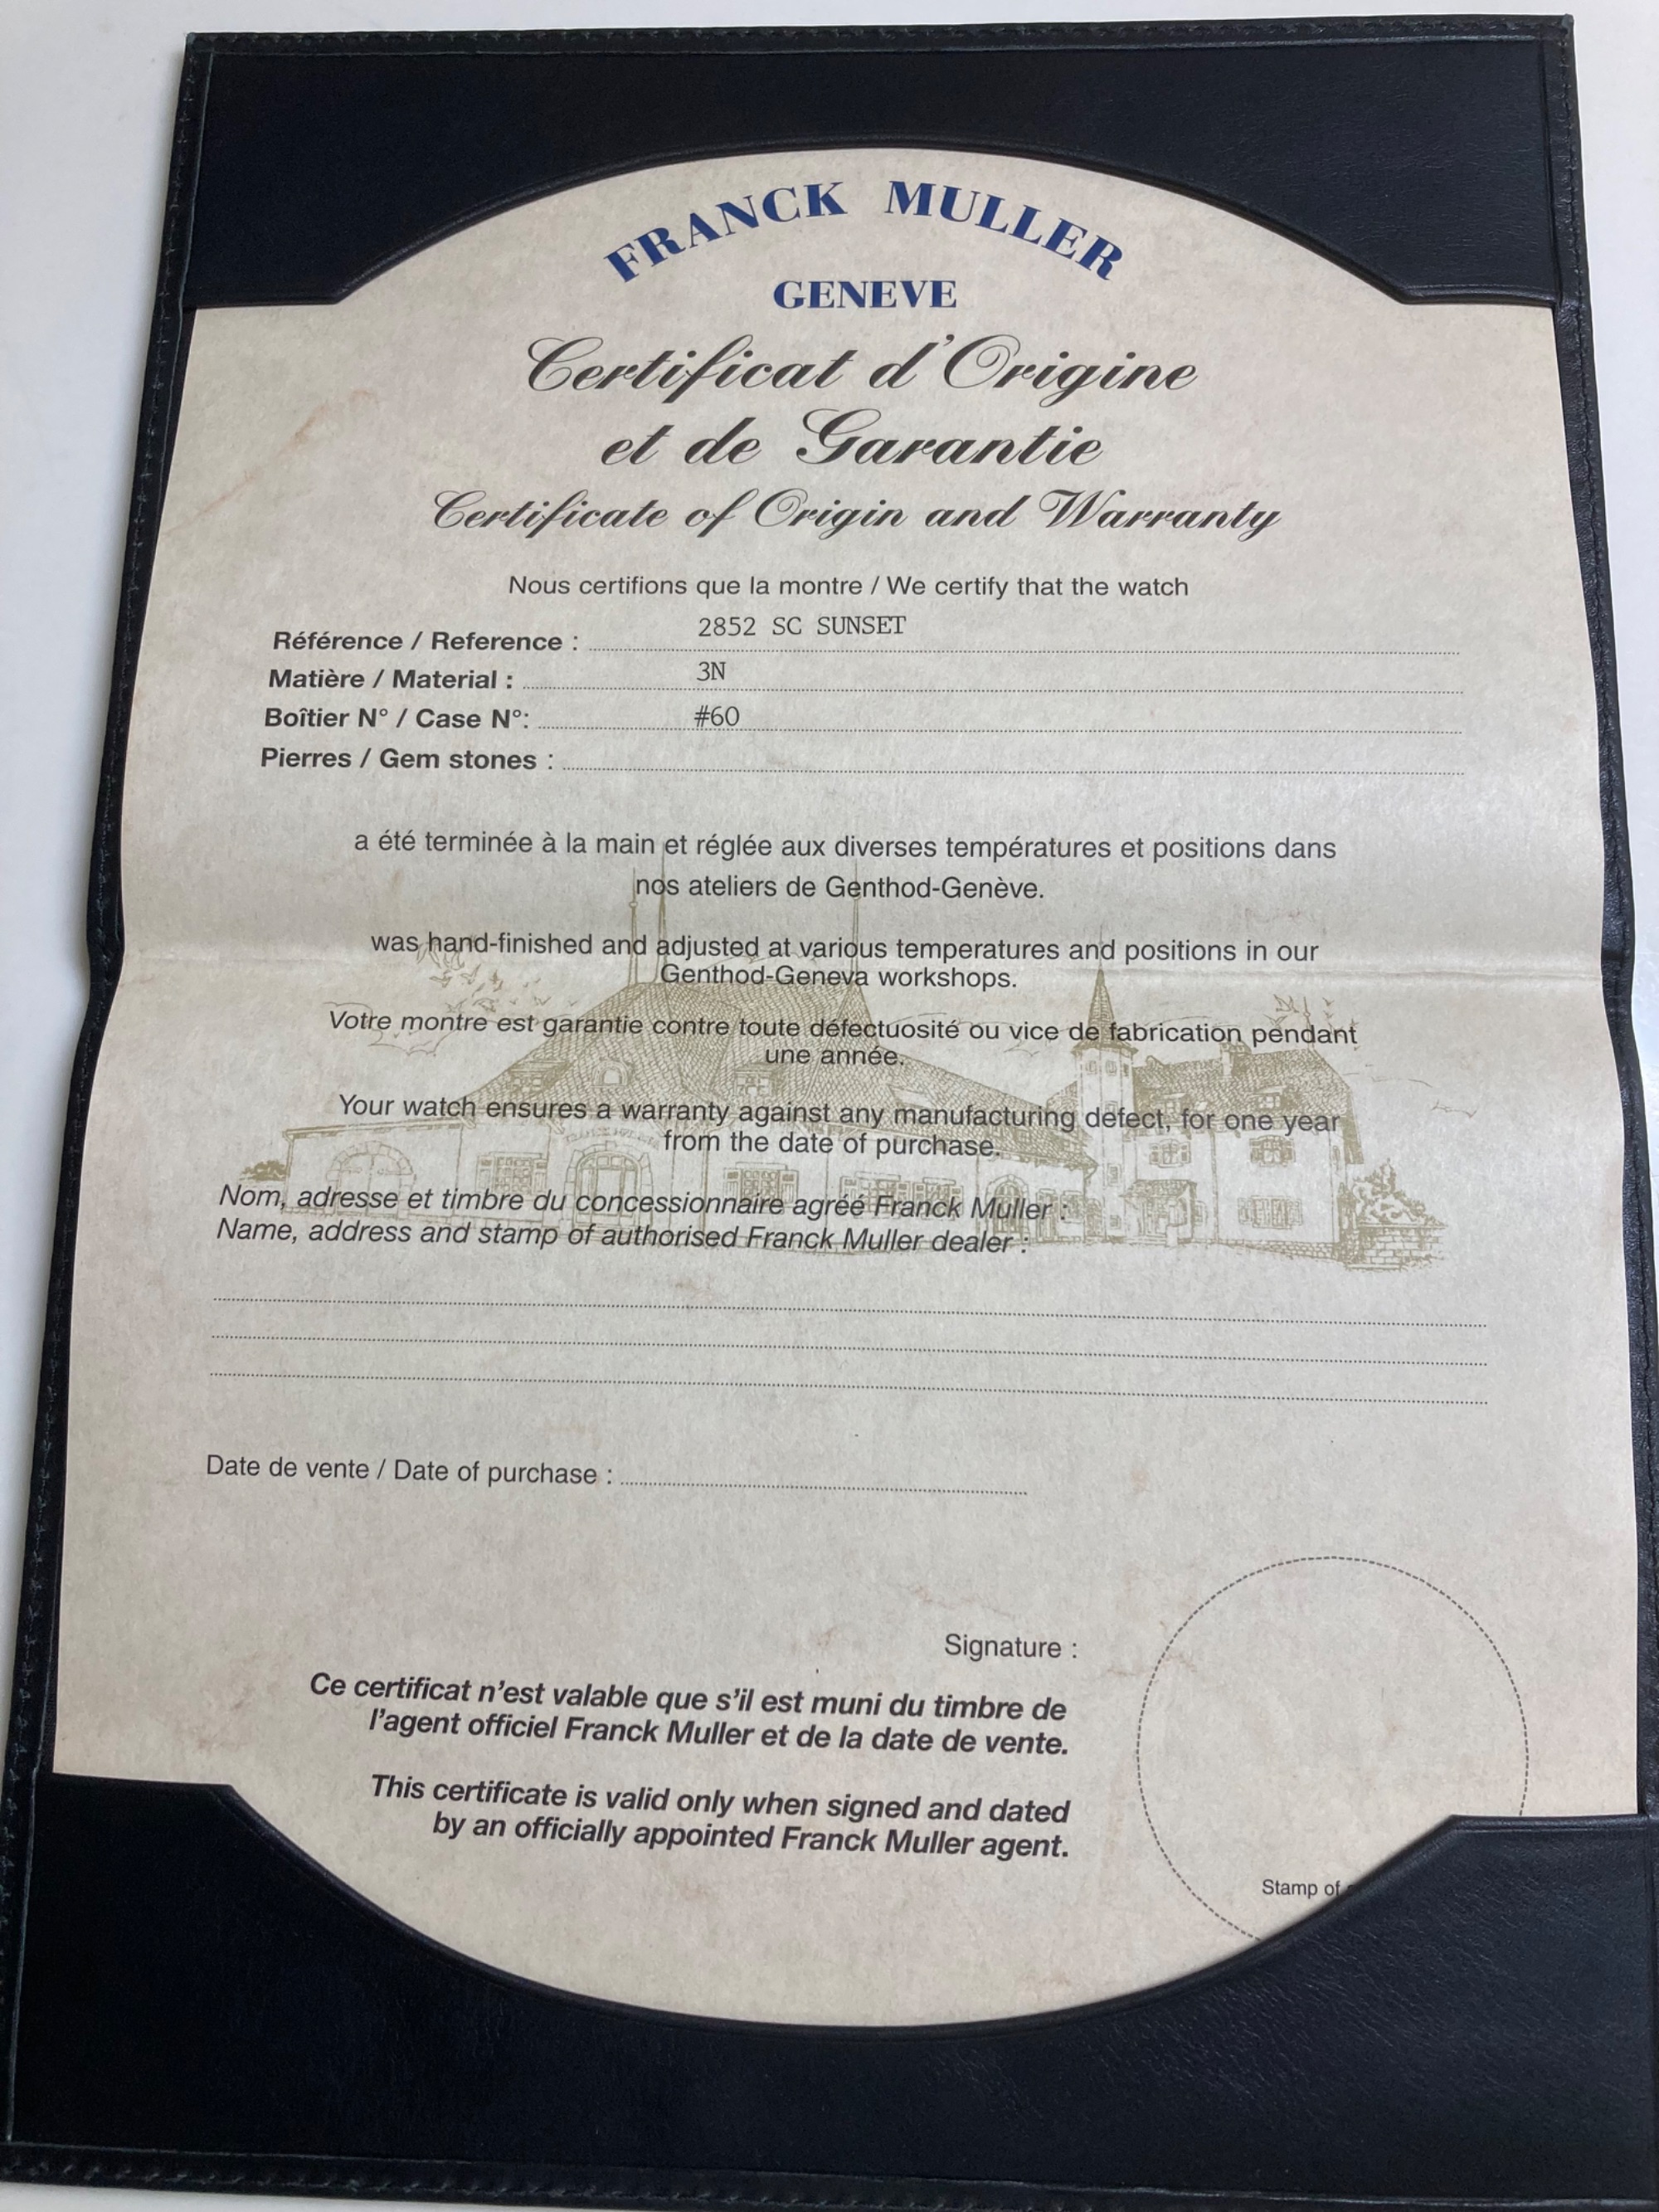 FRANCK MULLER
GENEVE
Certificat d'Origine
et de Garantie
Certificate of Origin and Warranty
Nous certifions que la montre / We certify that the watch
Référence / Reference : 2852 SC SUNSET
Matière / Material : 3N
Boîtier N° / Case N°: #60
Pierres / Gem stones :
a été terminée à la main et réglée aux diverses températures et positions dans
nos ateliers de Genthod-Genève.
was hand-finished and adjusted at various temperatures and positions in our
Genthod-Geneva workshops.
Votre montre est garantie contre toute défectuosité ou vice de fabrication pendant
une année.
Your watch ensures a warranty against any manufacturing defect, for one year
from the date of purchase.
Nom, adresse et timbre du concessionnaire agréé Franck Muller :
Name, address and stamp of authorised Franck Muller dealer :
Date de vente / Date of purchase :
Signature :
Ce certificat n'est valable que s'il est muni du timbre de
l'agent officiel Franck Muller et de la date de vente.
This certificate is valid only when signed and dated
by an officially appointed Franck Muller agent.
Stamp of